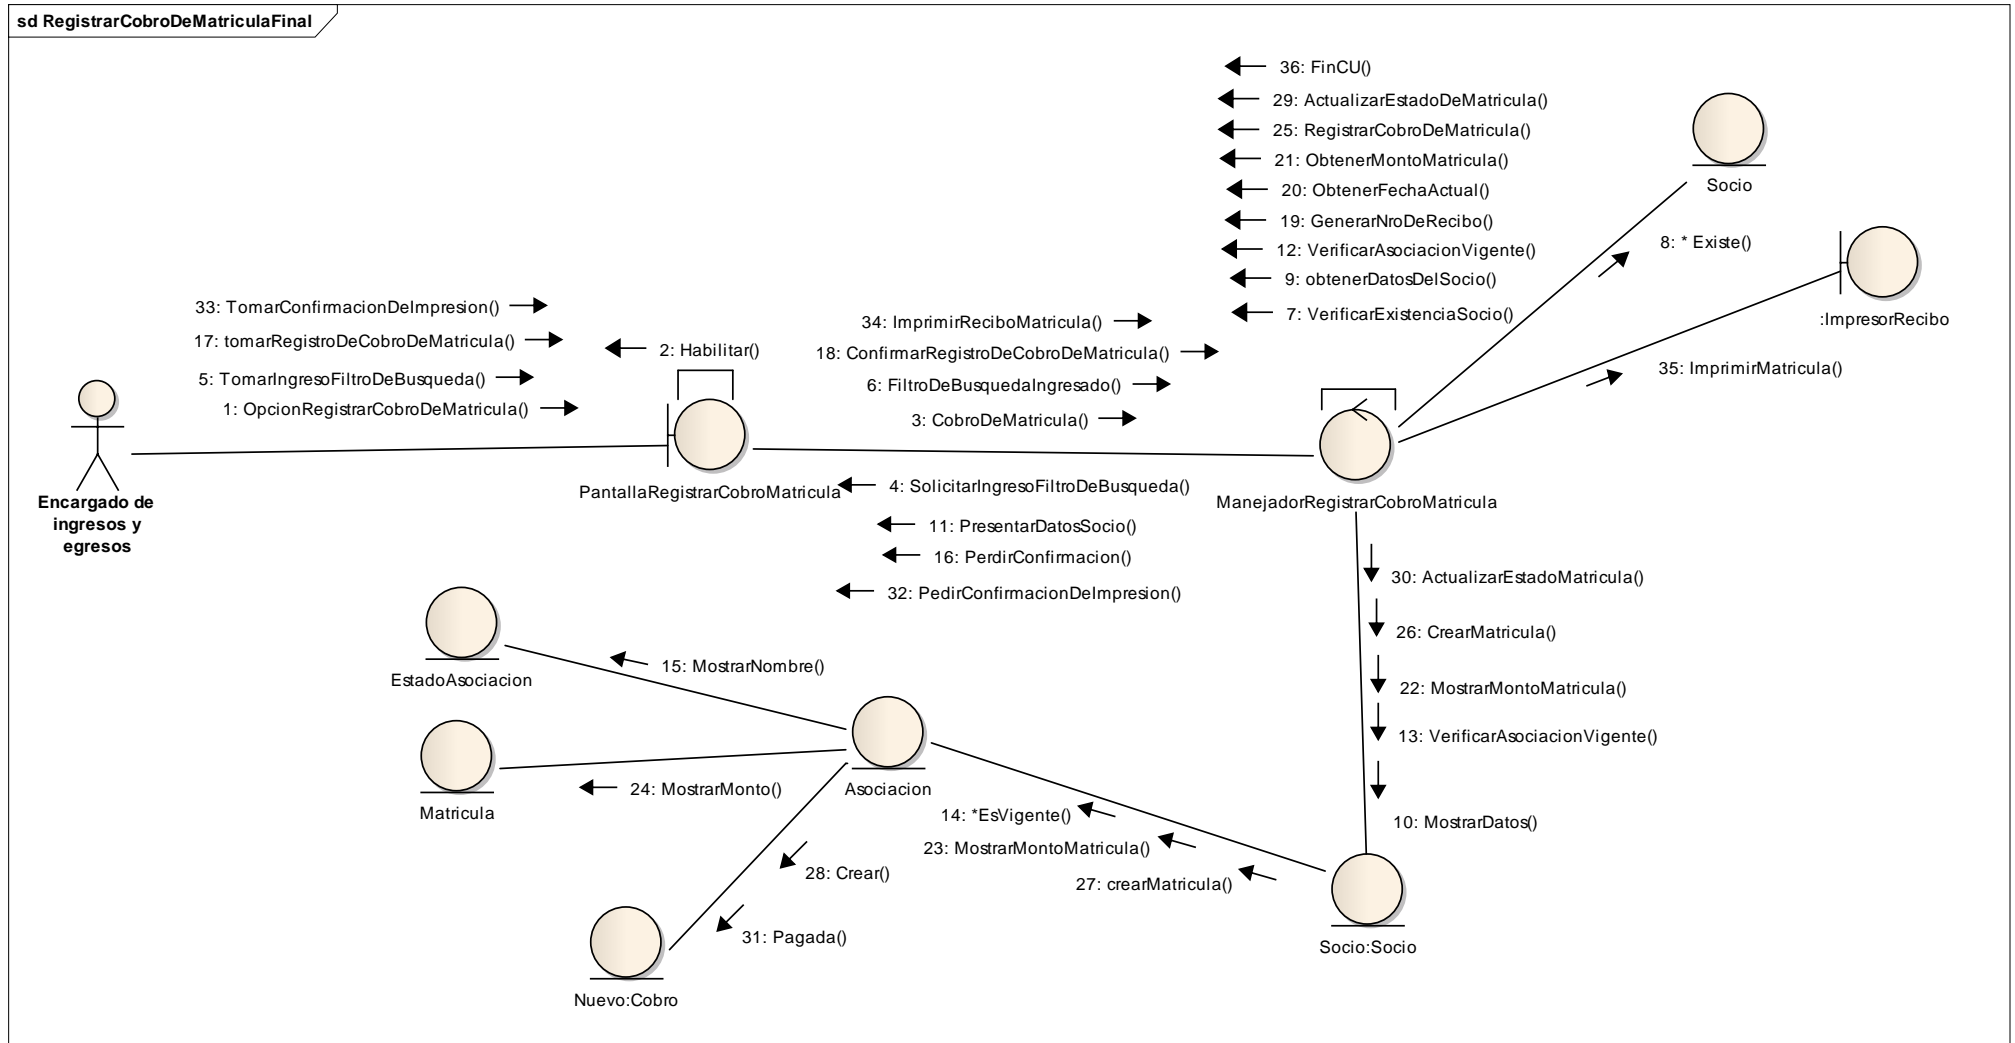 sd RegistrarCobroDeMatriculaFinal
36: FinCU()
29: ActualizarEstadoDeMatricula()
25: RegistrarCobroDeMatricula()
21: ObtenerMontoMatricula()
20: ObtenerFechaActual()
19: GenerarNroDeRecibo()
12: VerificarAsociacionVigente()
9: obtenerDatosDelSocio()
7: VerificarExistenciaSocio()
Socio
8: * Existe()
:ImpresorRecibo
35: ImprimirMatricula()
33: TomarConfirmacionDeImpresion()
17: tomarRegistroDeCobroDeMatricula()
5: TomarIngresoFiltroDeBusqueda()
1: OpcionRegistrarCobroDeMatricula()
2: Habilitar()
34: ImprimirReciboMatricula()
18: ConfirmarRegistroDeCobroDeMatricula()
6: FiltroDeBusquedaIngresado()
3: CobroDeMatricula()
Encargado de
ingresos y
egresos
PantallaRegistrarCobroMatricula
ManejadorRegistrarCobroMatricula
4: SolicitarIngresoFiltroDeBusqueda()
11: PresentarDatosSocio()
16: PerdirConfirmacion()
32: PedirConfirmacionDeImpresion()
30: ActualizarEstadoMatricula()
26: CrearMatricula()
22: MostrarMontoMatricula()
13: VerificarAsociacionVigente()
10: MostrarDatos()
EstadoAsociacion
15: MostrarNombre()
Matricula
24: MostrarMonto()
Asociacion
14: *EsVigente()
23: MostrarMontoMatricula()
27: crearMatricula()
28: Crear()
31: Pagada()
Socio:Socio
Nuevo:Cobro